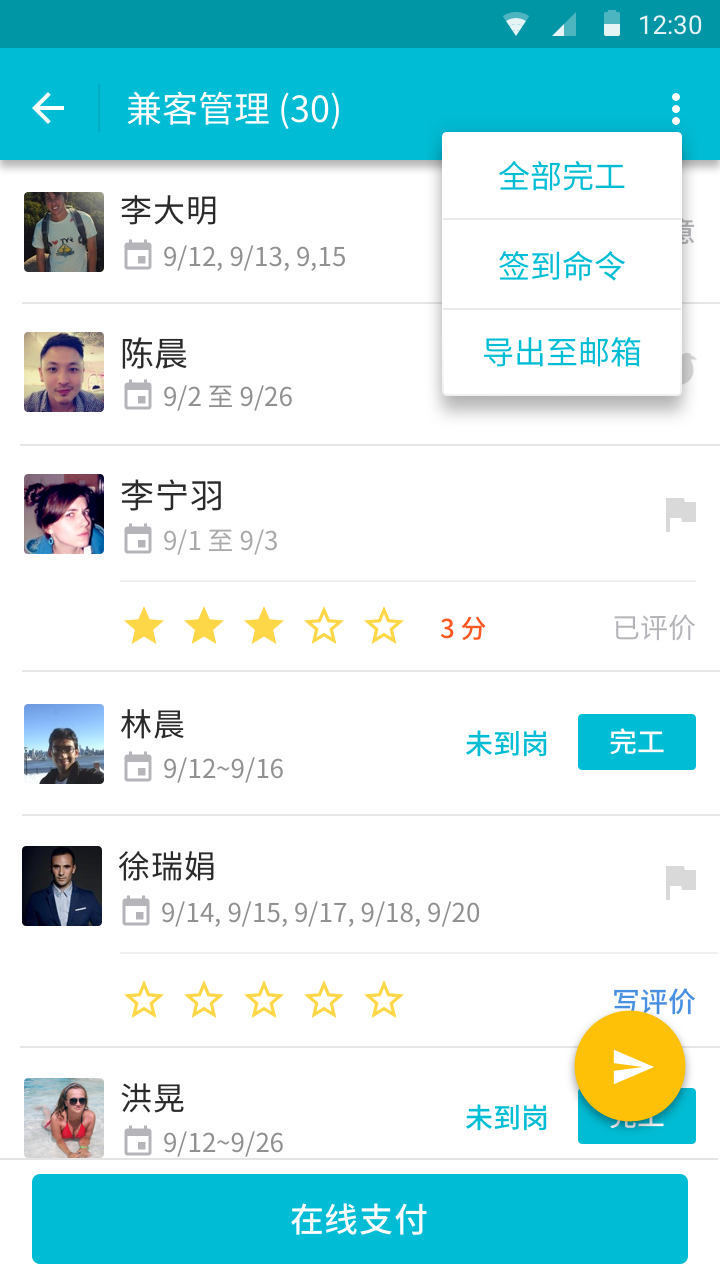 12:30
兼客管理 (30)
全部完工
签到命令
导出至邮箱
李大明
9/12, 9/13, 9,15
陈晨
9/2 至 9/26
李宁羽
9/1 至 9/3
3 分
已评价
林晨
9/12~9/16
未到岗
完工
徐瑞娟
9/14, 9/15, 9/17, 9/18, 9/20
写评价
洪晃
9/12~9/26
未到岗
完工
在线支付